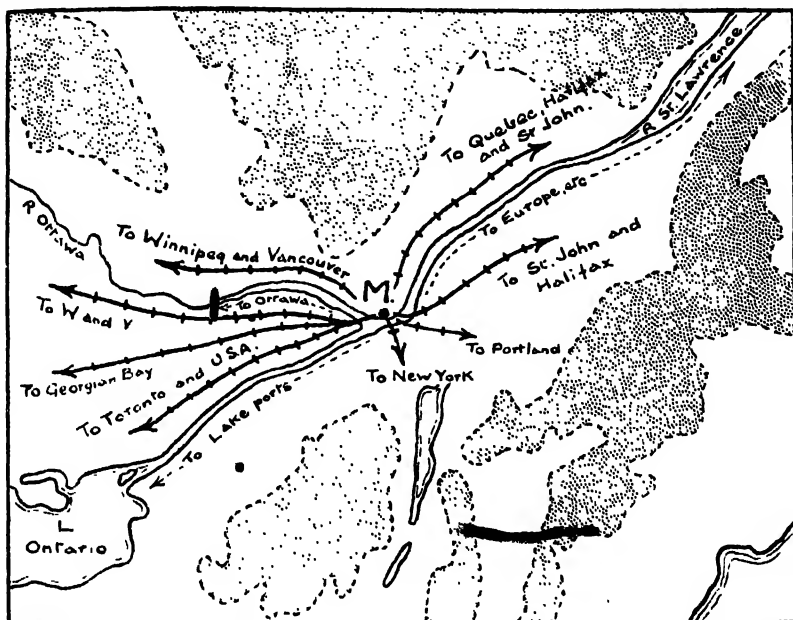 To Quebec, Halifax
and St John.
R St. Lawrence
To Europe, etc
R Ottawa
To Winnipeg and Vancouver
To St. John and
Halifax
M.
To Ottawa
To W and V
To Portland
To Georgian Bay
To New York
To Toronto and U.S.A.
To Lake ports
L
Ontario